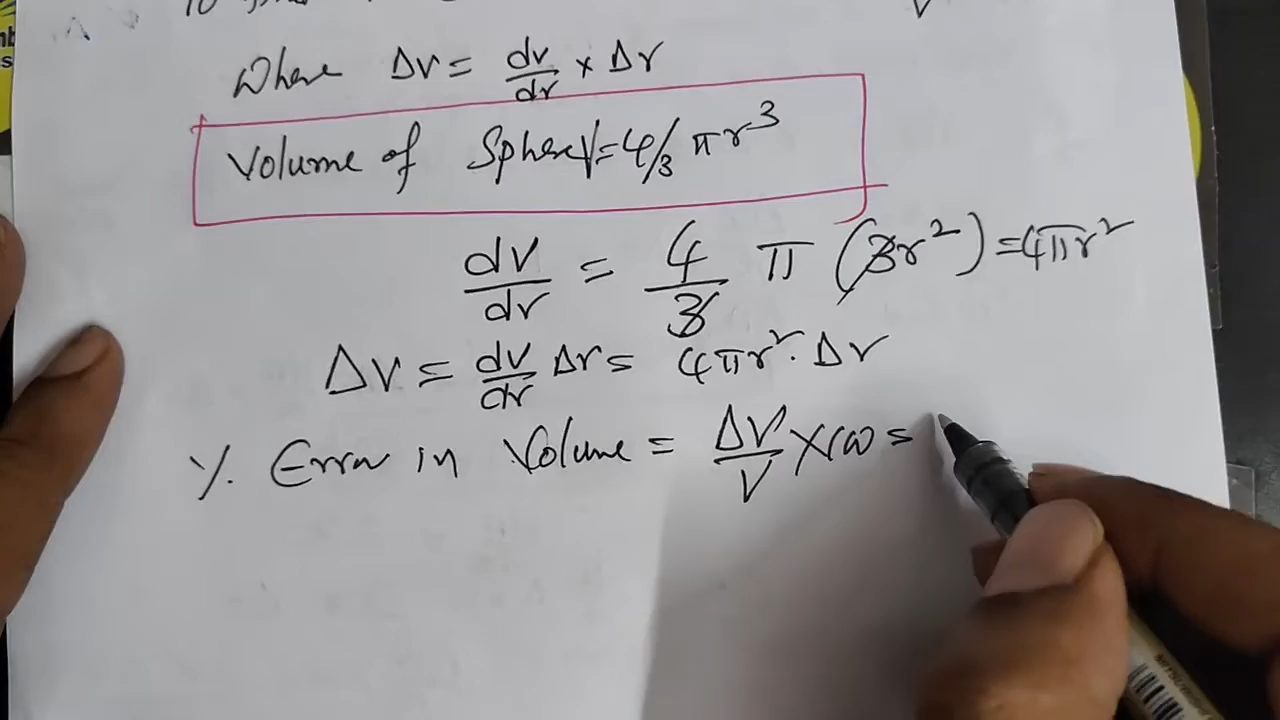 Where ΔV = dv/dr × Δr
Volume of Sphere V = 4/3 πr³
dV/dr = 4/3 π (3r²) = 4πr²
ΔV = dV/dr Δr = 4πr² · Δr
% Error in Volume = ΔV/V × 100 =